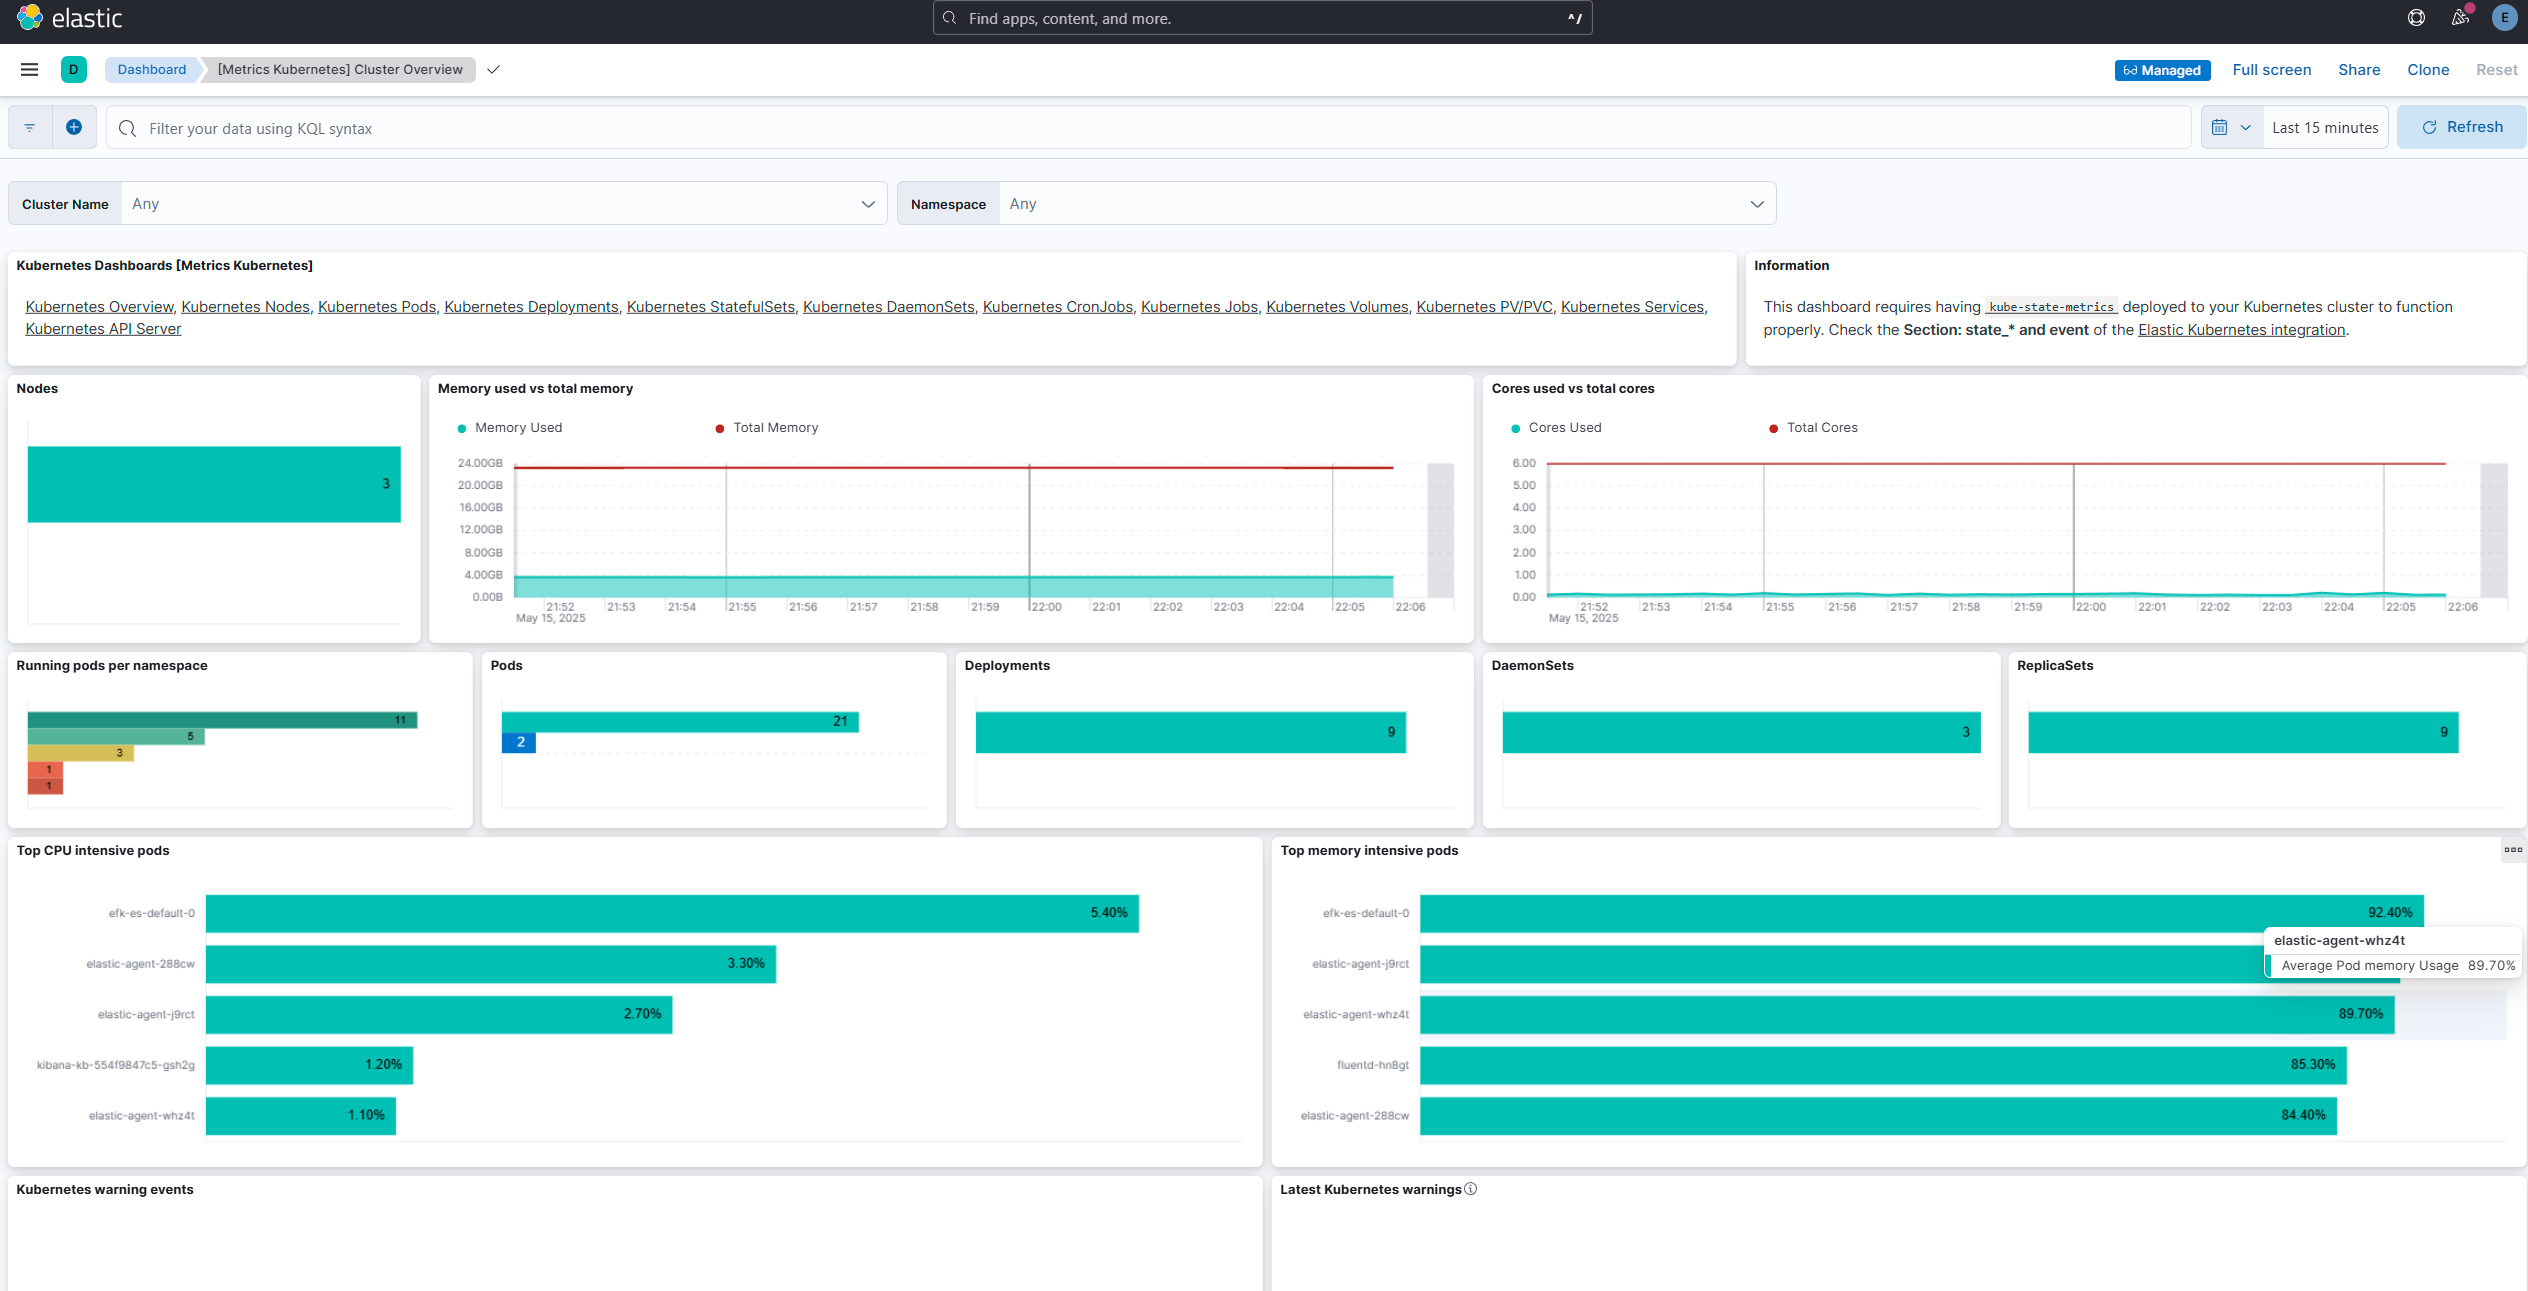 elastic
Find apps, content, and more.
^/
E
D
Dashboard
[Metrics Kubernetes] Cluster Overview
Managed
Full screen
Share
Clone
Reset
Filter your data using KQL syntax
Last 15 minutes
Refresh
Cluster Name
Any
Namespace
Any
Kubernetes Dashboards [Metrics Kubernetes]
Kubernetes Overview, Kubernetes Nodes, Kubernetes Pods, Kubernetes Deployments, Kubernetes StatefulSets, Kubernetes DaemonSets, Kubernetes CronJobs, Kubernetes Jobs, Kubernetes Volumes, Kubernetes PV/PVC, Kubernetes Services,
Kubernetes API Server
Information
This dashboard requires having kube-state-metrics deployed to your Kubernetes cluster to function
properly. Check the Section: state_* and event of the Elastic Kubernetes integration.
Nodes
3
Memory used vs total memory
Memory Used
Total Memory
24.00GB
20.00GB
16.00GB
12.00GB
8.00GB
4.00GB
0.00B
21:52 21:53 21:54 21:55 21:56 21:57 21:58 21:59 22:00 22:01 22:02 22:03 22:04 22:05 22:06
May 15, 2025
Cores used vs total cores
Cores Used
Total Cores
6.00
5.00
4.00
3.00
2.00
1.00
0.00
21:52 21:53 21:54 21:55 21:56 21:57 21:58 21:59 22:00 22:01 22:02 22:03 22:04 22:05 22:06
May 15, 2025
Running pods per namespace
11
5
3
1
1
Pods
21
2
Deployments
9
DaemonSets
3
ReplicaSets
9
Top CPU intensive pods
efk-es-default-0 5.40%
elastic-agent-288cw 3.30%
elastic-agent-j9rct 2.70%
kibana-kb-554f9847c5-gsh2g 1.20%
elastic-agent-whz4t 1.10%
Top memory intensive pods
efk-es-default-0 92.40%
elastic-agent-j9rct
elastic-agent-whz4t
Average Pod memory Usage 89.70%
elastic-agent-whz4t 89.70%
fluentd-hn8gt 85.30%
elastic-agent-288cw 84.40%
Kubernetes warning events
Latest Kubernetes warnings